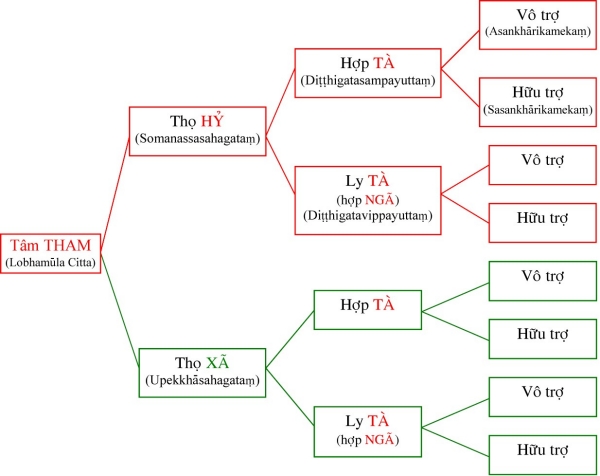 Vô trợ
(Asankhārikamekaṃ)
Hợp TÀ
(Diṭṭhigatasampayuttaṃ)
Hữu trợ
(Sasankhārikamekaṃ)
Thọ HỶ
(Somanassasahagataṃ)
Vô trợ
Ly TÀ
(hợp NGÃ)
(Diṭṭhigatavippayuttaṃ)
Hữu trợ
Tâm THAM
(Lobhamūla Citta)
Vô trợ
Hợp TÀ
Hữu trợ
Thọ XÃ
(Upekkhāsahagataṃ)
Vô trợ
Ly TÀ
(hợp NGÃ)
Hữu trợ